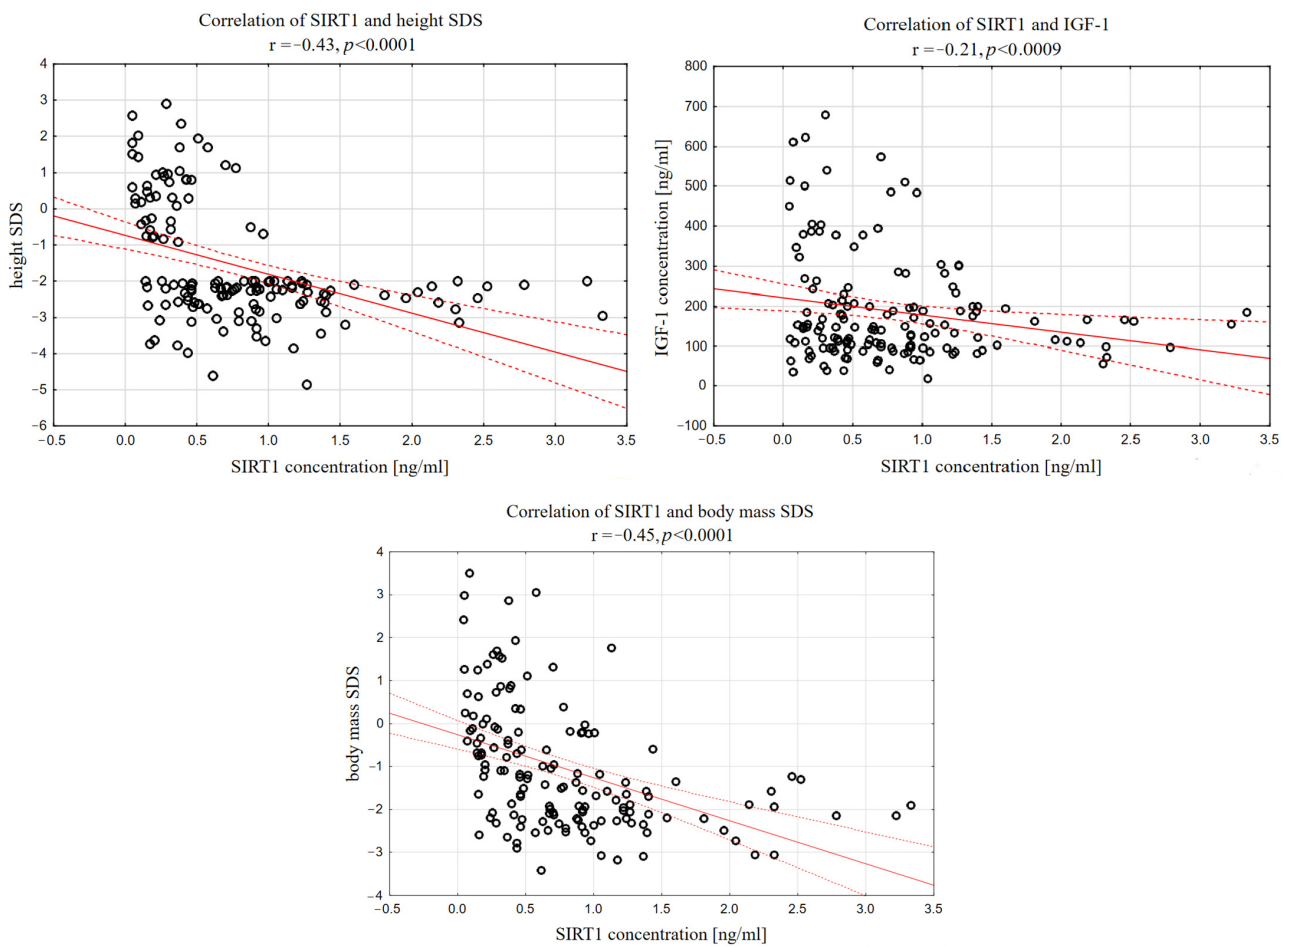 Correlation of SIRT1 and height SDS
r =−0.43, p<0.0001
4
3
2
1
0
−1
−2
−3
−4
−5
−6
height SDS
−0.5 0.0 0.5 1.0 1.5 2.0 2.5 3.0 3.5
SIRT1 concentration [ng/ml]
Correlation of SIRT1 and IGF-1
r =−0.21, p<0.0009
800
700
600
500
400
300
200
100
0
−100
IGF-1 concentration [ng/ml]
−0.5 0.0 0.5 1.0 1.5 2.0 2.5 3.0 3.5
SIRT1 concentration [ng/ml]
Correlation of SIRT1 and body mass SDS
r =−0.45, p<0.0001
4
3
2
1
0
−1
−2
−3
−4
body mass SDS
−0.5 0.0 0.5 1.0 1.5 2.0 2.5 3.0 3.5
SIRT1 concentration [ng/ml]